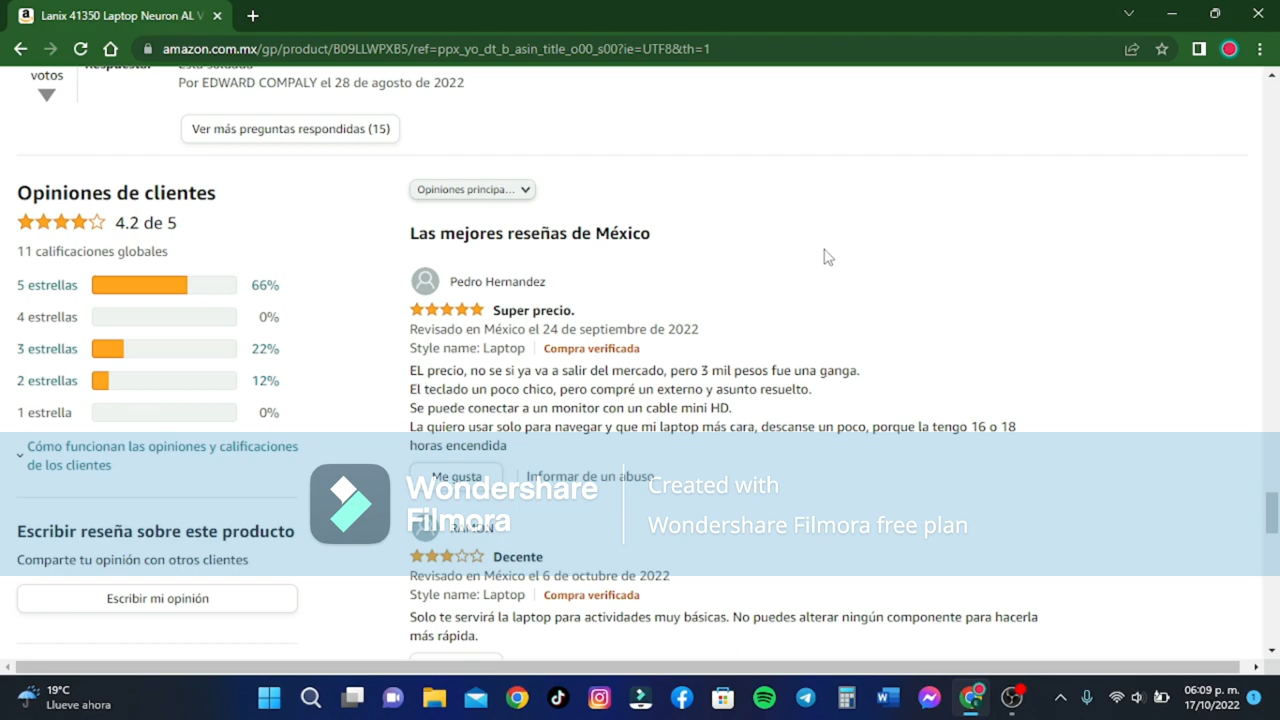 Lanix 41350 Laptop Neuron AL V
amazon.com.mx/gp/product/B09LLWPXB5/ref=ppx_yo_dt_b_asin_title_o00_s00?ie=UTF8&th=1
votos
Por EDWARD COMPALY el 28 de agosto de 2022
Ver más preguntas respondidas (15)
Opiniones de clientes
4.2 de 5
11 calificaciones globales
5 estrellas 66%
4 estrellas 0%
3 estrellas 22%
2 estrellas 12%
1 estrella 0%
Cómo funcionan las opiniones y calificaciones
de los clientes
Escribir reseña sobre este producto
Comparte tu opinión con otros clientes
Escribir mi opinión
Opiniones principa...
Las mejores reseñas de México
Pedro Hernandez
Super precio.
Revisado en México el 24 de septiembre de 2022
Style name: Laptop | Compra verificada
EL precio, no se si ya va a salir del mercado, pero 3 mil pesos fue una ganga.
El teclado un poco chico, pero compré un externo y asunto resuelto.
Se puede conectar a un monitor con un cable mini HD.
La quiero usar solo para navegar y que mi laptop más cara, descanse un poco, porque la tengo 16 o 18
horas encendida
Me gusta | Informar de un abuso
RAMON
Decente
Revisado en México el 6 de octubre de 2022
Style name: Laptop | Compra verificada
Solo te servirá la laptop para actividades muy básicas. No puedes alterar ningún componente para hacerla
más rápida.
Wondershare
Filmora
Created with
Wondershare Filmora free plan
19°C
Llueve ahora
06:09 p. m.
17/10/2022
1